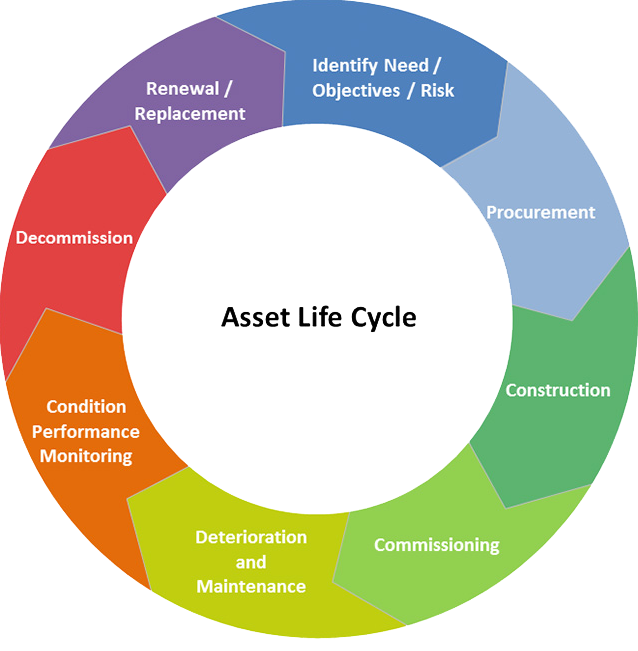 Identify Need /
Objectives / Risk
Procurement
Construction
Commissioning
Deterioration
and
Maintenance
Condition
Performance
Monitoring
Decommission
Renewal /
Replacement
Asset Life Cycle